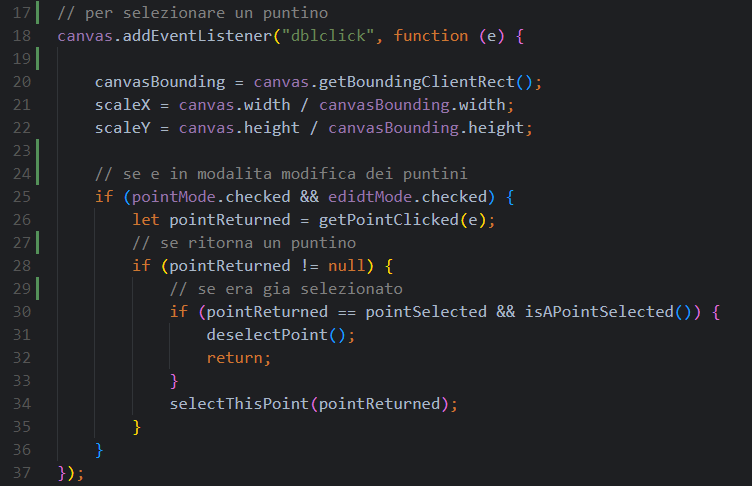 17 // per selezionare un puntino
18 canvas.addEventListener("dblclick", function (e) {
19
20     canvasBounding = canvas.getBoundingClientRect();
21     scaleX = canvas.width / canvasBounding.width;
22     scaleY = canvas.height / canvasBounding.height;
23
24     // se e in modalita modifica dei puntini
25     if (pointMode.checked && edidtMode.checked) {
26         let pointReturned = getPointClicked(e);
27         // se ritorna un puntino
28         if (pointReturned != null) {
29             // se era gia selezionato
30             if (pointReturned == pointSelected && isAPointSelected()) {
31                 deselectPoint();
32                 return;
33             }
34             selectThisPoint(pointReturned);
35         }
36     }
37 });